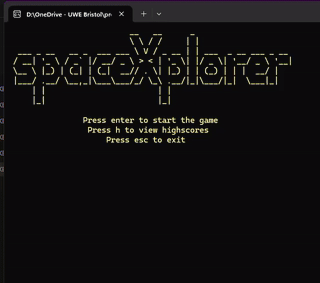 D:\OneDrive - UWE Bristol\pr
spaceXplorer
Press enter to start the game
Press h to view highscores
Press esc to exit